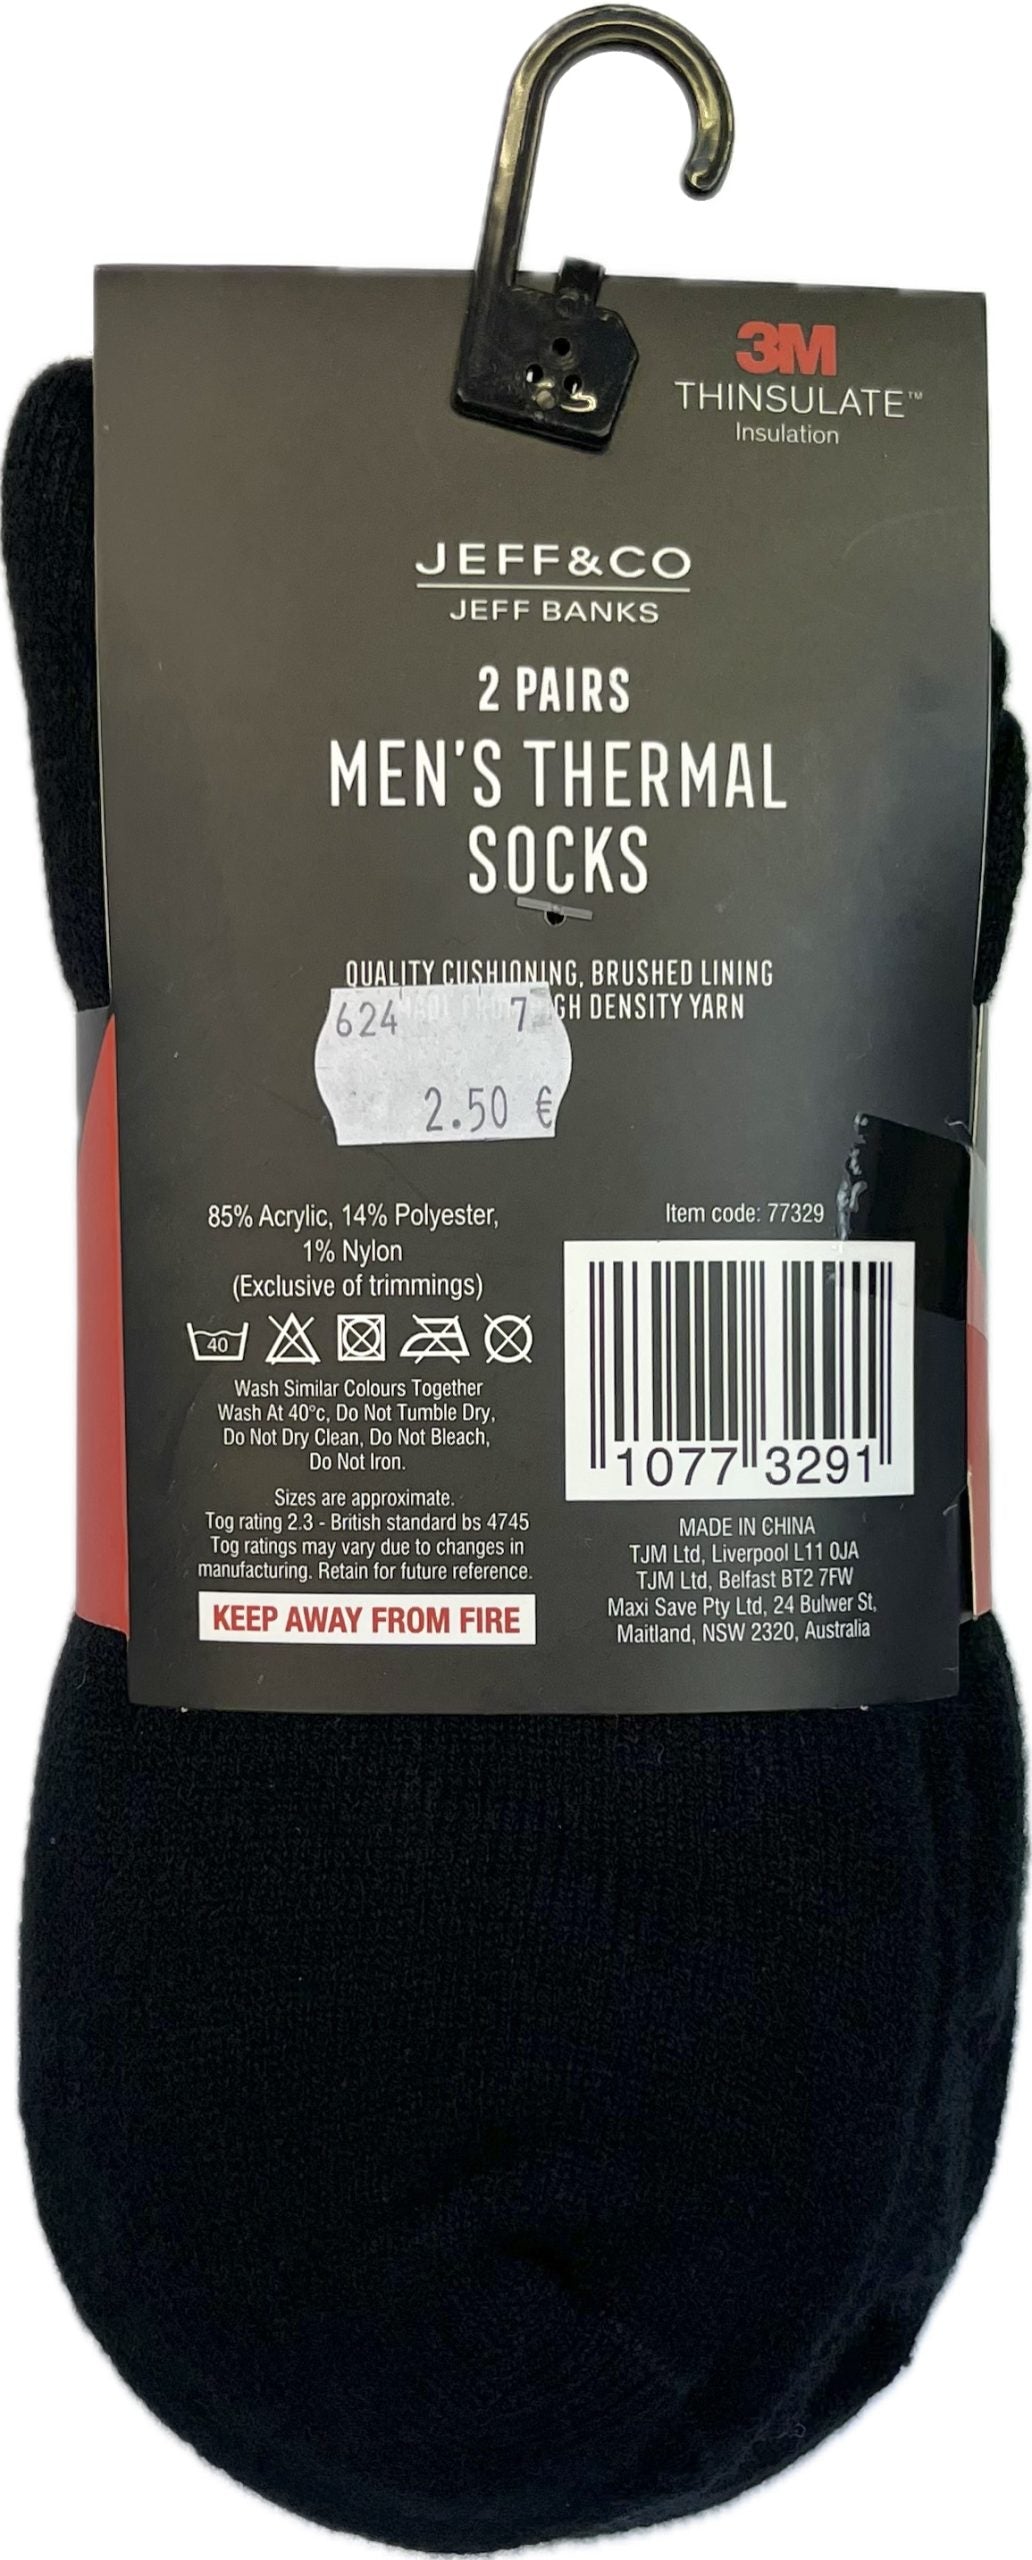 3M
THINSULATE™
Insulation
JEFF&CO
JEFF BANKS
2 PAIRS
MEN'S THERMAL
SOCKS
QUALITY CUSHIONING, BRUSHED LINING
DENSITY YARN
624 7
2.50 €
85% Acrylic, 14% Polyester,
1% Nylon
(Exclusive of trimmings)
40
Wash Similar Colours Together
Wash At 40°c, Do Not Tumble Dry,
Do Not Dry Clean, Do Not Bleach,
Do Not Iron.
Sizes are approximate.
Tog rating 2.3 - British standard bs 4745
Tog ratings may vary due to changes in
manufacturing. Retain for future reference.
KEEP AWAY FROM FIRE
Item code: 77329
1077 3291
MADE IN CHINA
TJM Ltd, Liverpool L11 0JA
TJM Ltd, Belfast BT2 7FW
Maxi Save Pty Ltd, 24 Bulwer St,
Maitland, NSW 2320, Australia